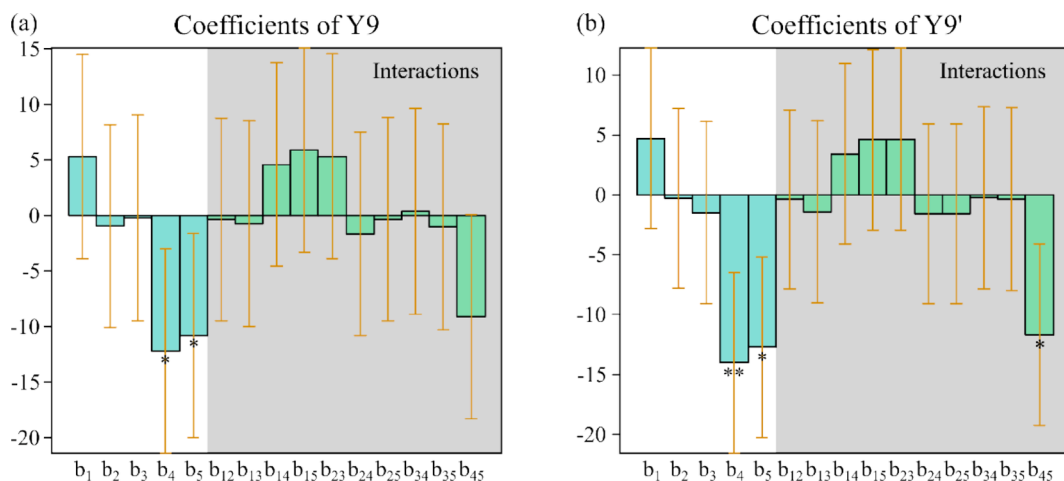 (a) Coefficients of Y9
15
10
5
0
-5
-10
-15
-20
Interactions
* *
b₁ b₂ b₃ b₄ b₅ b₁₂ b₁₃ b₁₄ b₁₅ b₂₃ b₂₄ b₂₅ b₃₄ b₃₅ b₄₅
(b) Coefficients of Y9'
10
5
0
-5
-10
-15
-20
Interactions
** * *
b₁ b₂ b₃ b₄ b₅ b₁₂ b₁₃ b₁₄ b₁₅ b₂₃ b₂₄ b₂₅ b₃₄ b₃₅ b₄₅